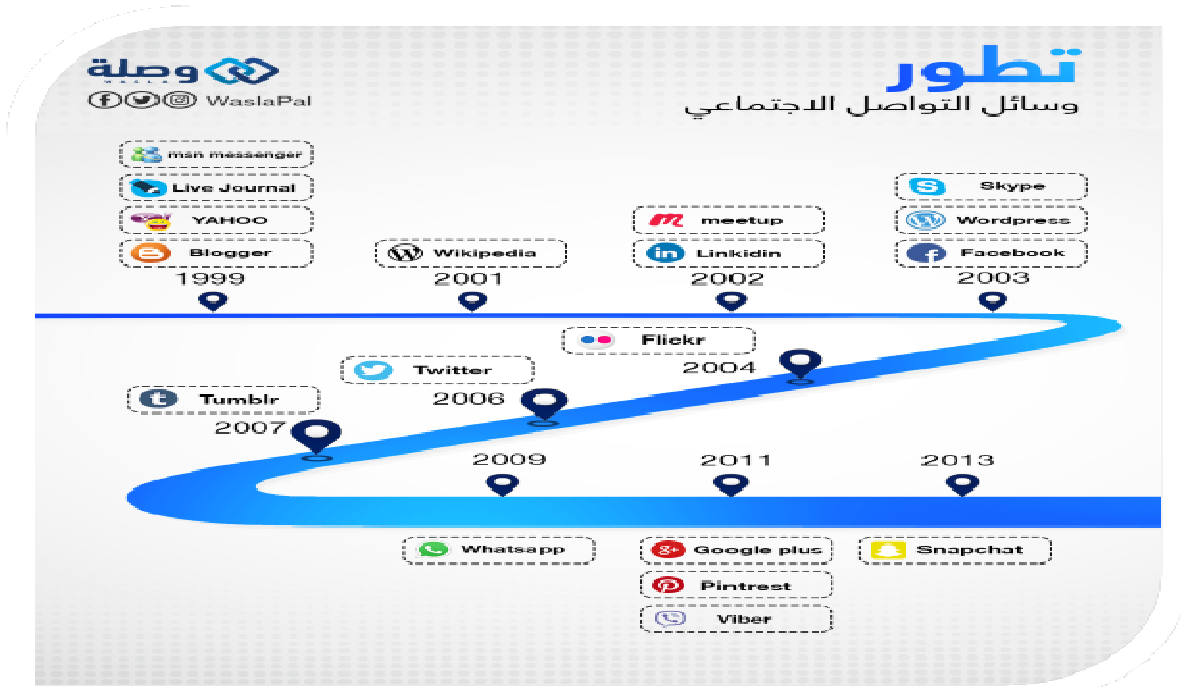 تطور
وسائل التواصل الاجتماعي
وصلة
WASLA
WaslaPal
msn messenger
Live Journal
YAHOO
Blogger
1999
Wikipedia
2001
meetup
Linkidin
2002
Skype
Wordpress
Facebook
2003
Flickr
2004
Twitter
2006
Tumblr
2007
2009
Whatsapp
2011
Google plus
Pintrest
Viber
2013
Snapchat